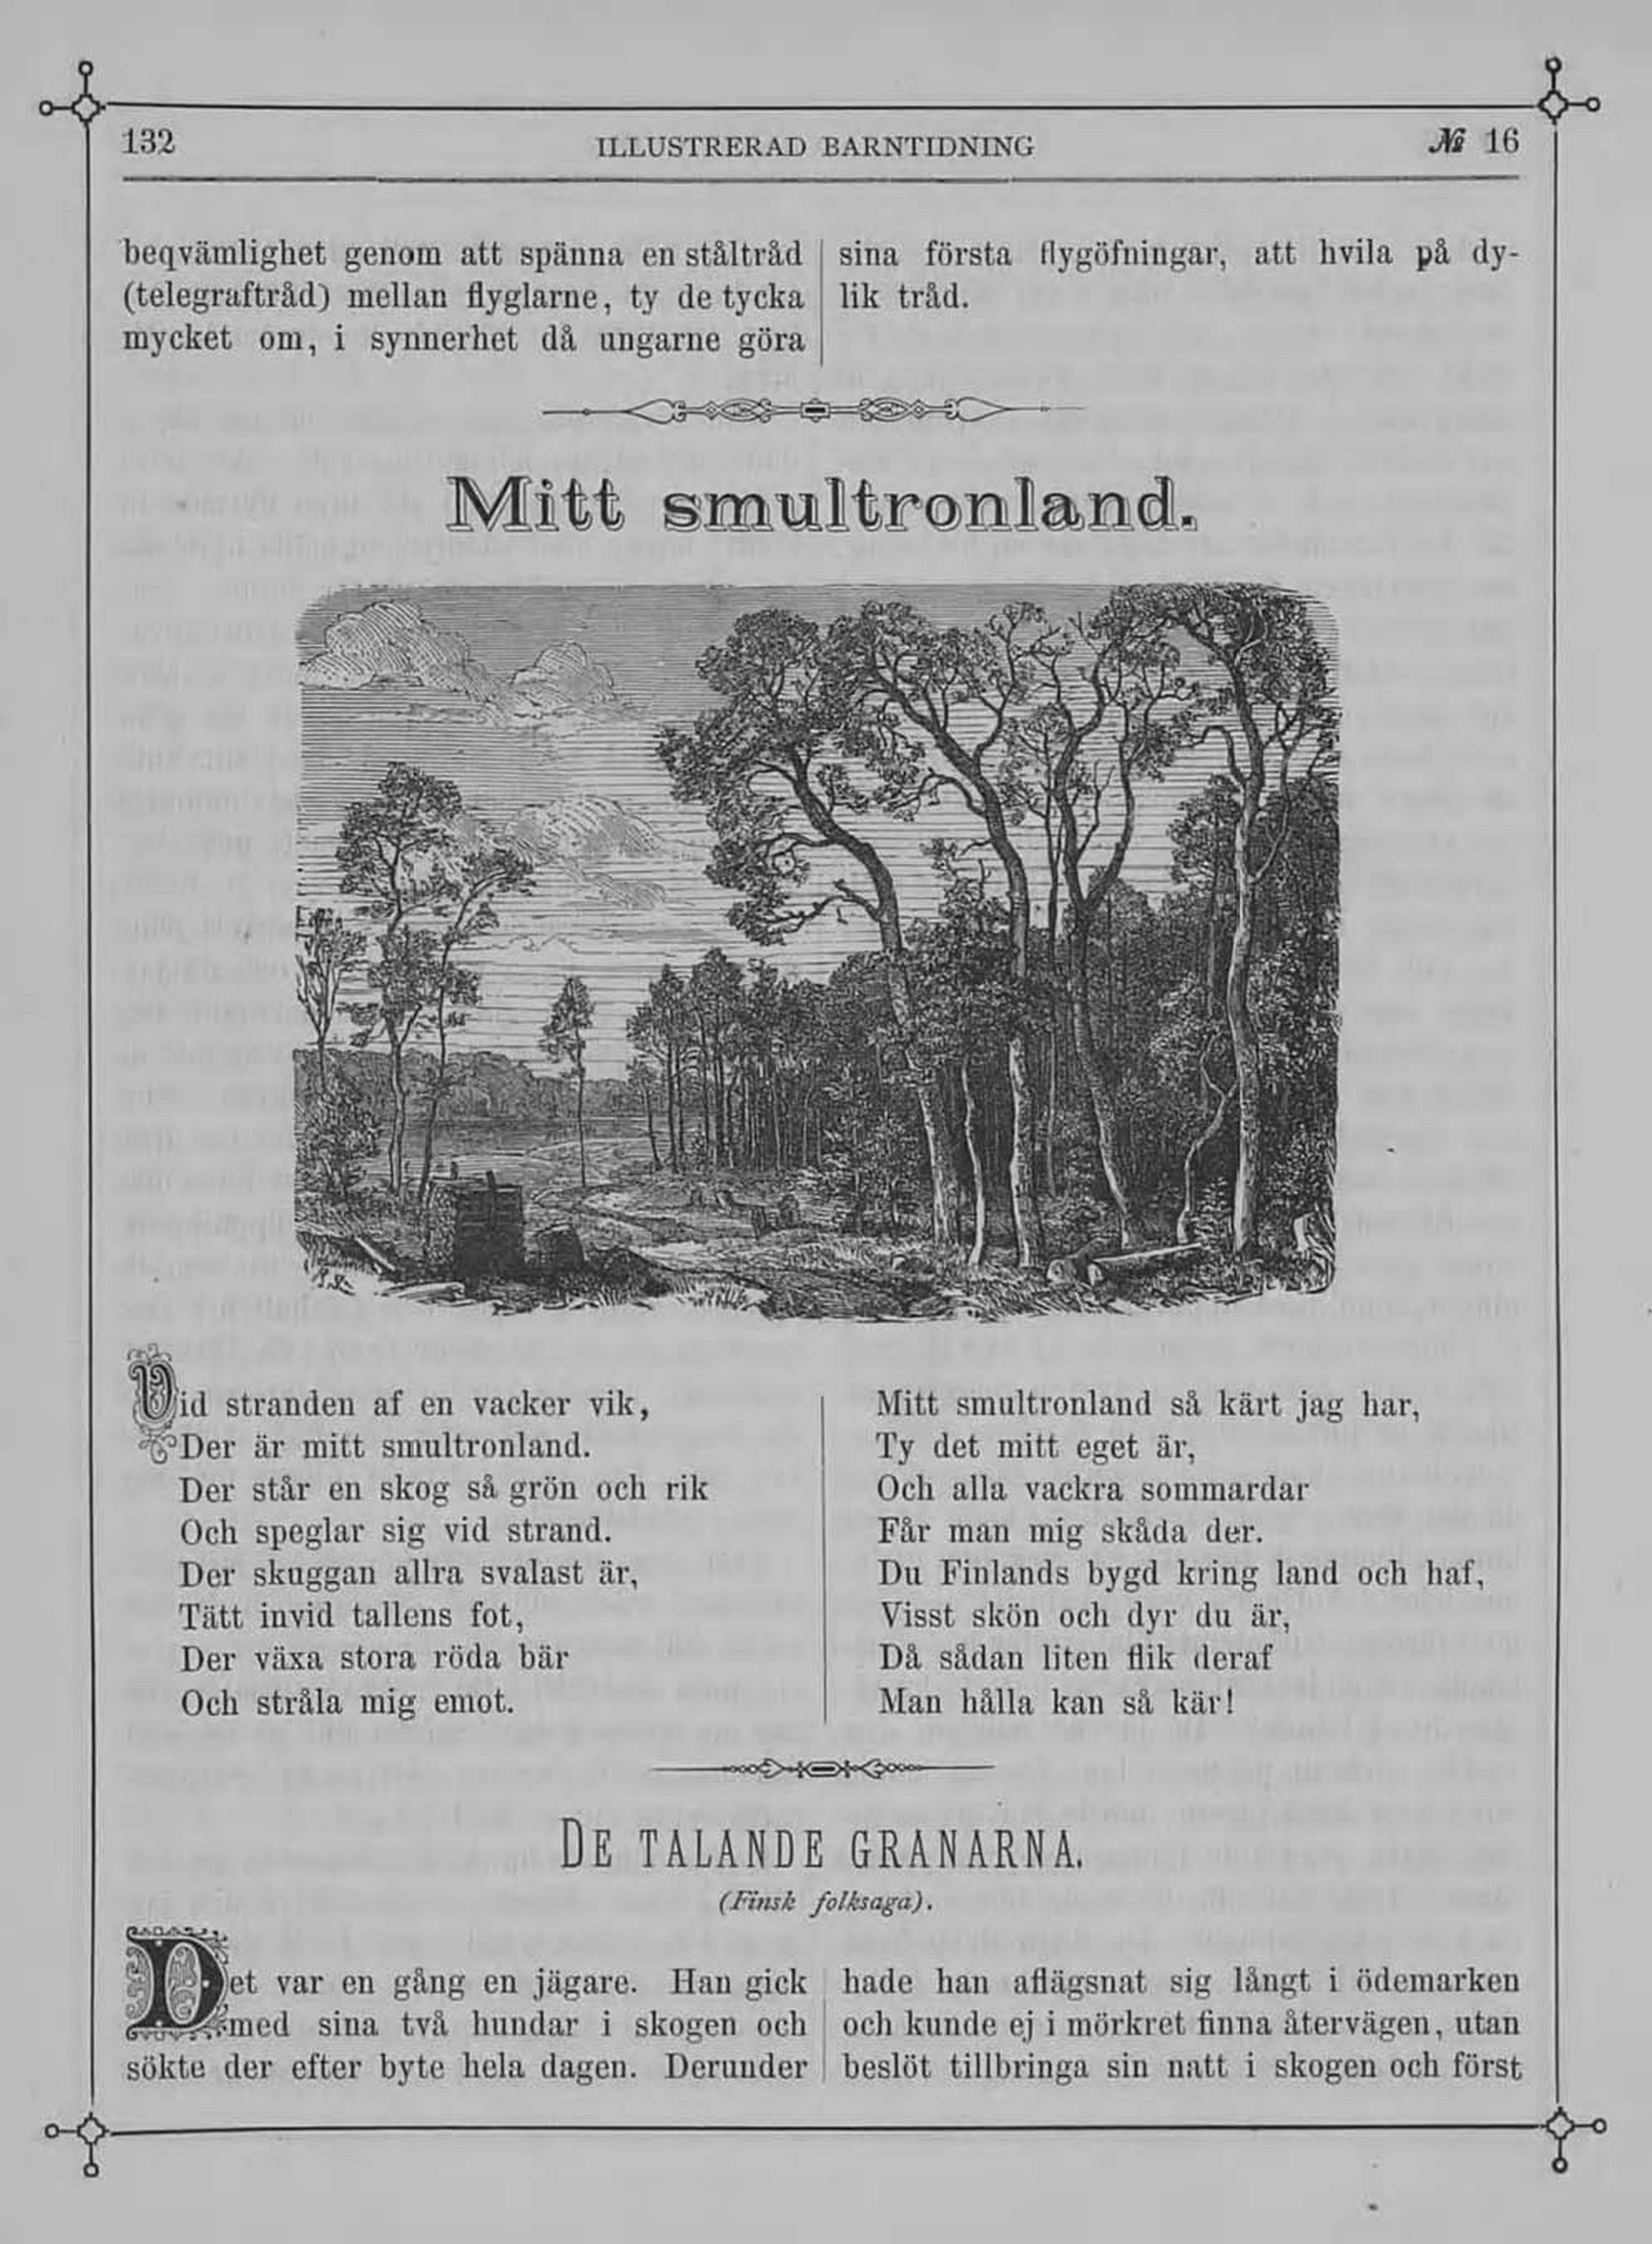 132
ILLUSTRERAD BARNTIDNING
№ 16
beqvämlighet genom att spänna en ståltråd
(telegraftråd) mellan flyglarne, ty de tycka
mycket om, i synnerhet då ungarne göra
sina första flygöfningar, att hvila på dy-
lik tråd.
Mitt smultronland.
Vid stranden af en vacker vik,
Der är mitt smultronland.
Der står en skog så grön och rik
Och speglar sig vid strand.
Der skuggan allra svalast är,
Tätt invid tallens fot,
Der växa stora röda bär
Och stråla mig emot.
Mitt smultronland så kärt jag har,
Ty det mitt eget är,
Och alla vackra sommardar
Får man mig skåda der.
Du Finlands bygd kring land och haf,
Visst skön och dyr du är,
Då sådan liten flik deraf
Man hålla kan så kär!
DE TALANDE GRANARNA.
(Finsk folksaga).
Det var en gång en jägare. Han gick
med sina två hundar i skogen och
sökte der efter byte hela dagen. Derunder
hade han aflägsnat sig långt i ödemarken
och kunde ej i mörkret finna återvägen, utan
beslöt tillbringa sin natt i skogen och först